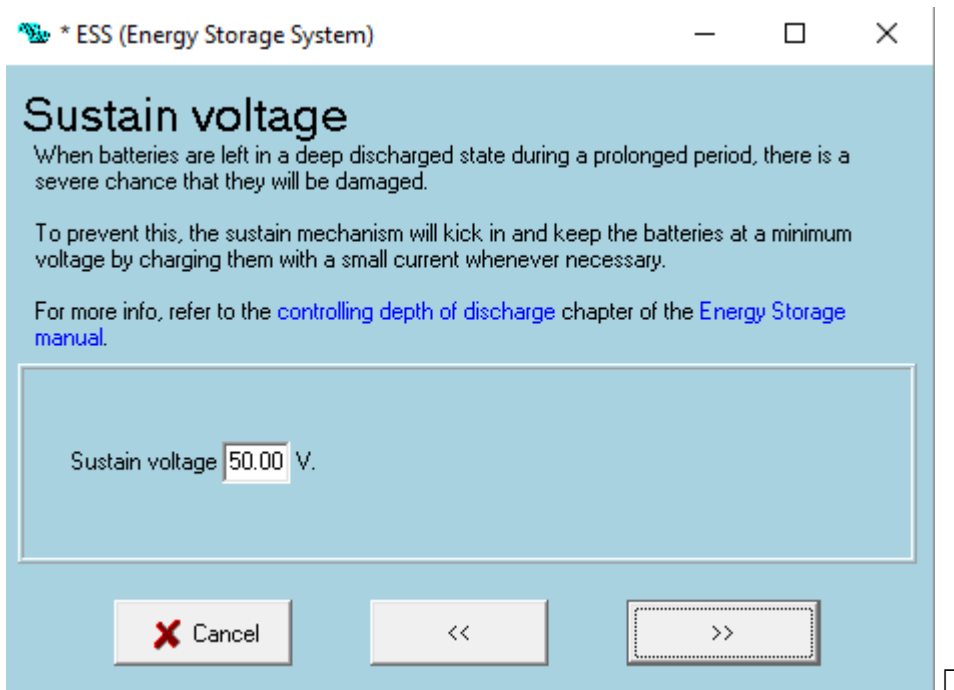 * ESS (Energy Storage System)
Sustain voltage
When batteries are left in a deep discharged state during a prolonged period, there is a
severe chance that they will be damaged.
To prevent this, the sustain mechanism will kick in and keep the batteries at a minimum
voltage by charging them with a small current whenever necessary.
For more info, refer to the controlling depth of discharge chapter of the Energy Storage
manual.
Sustain voltage 50.00 V.
Cancel << >>